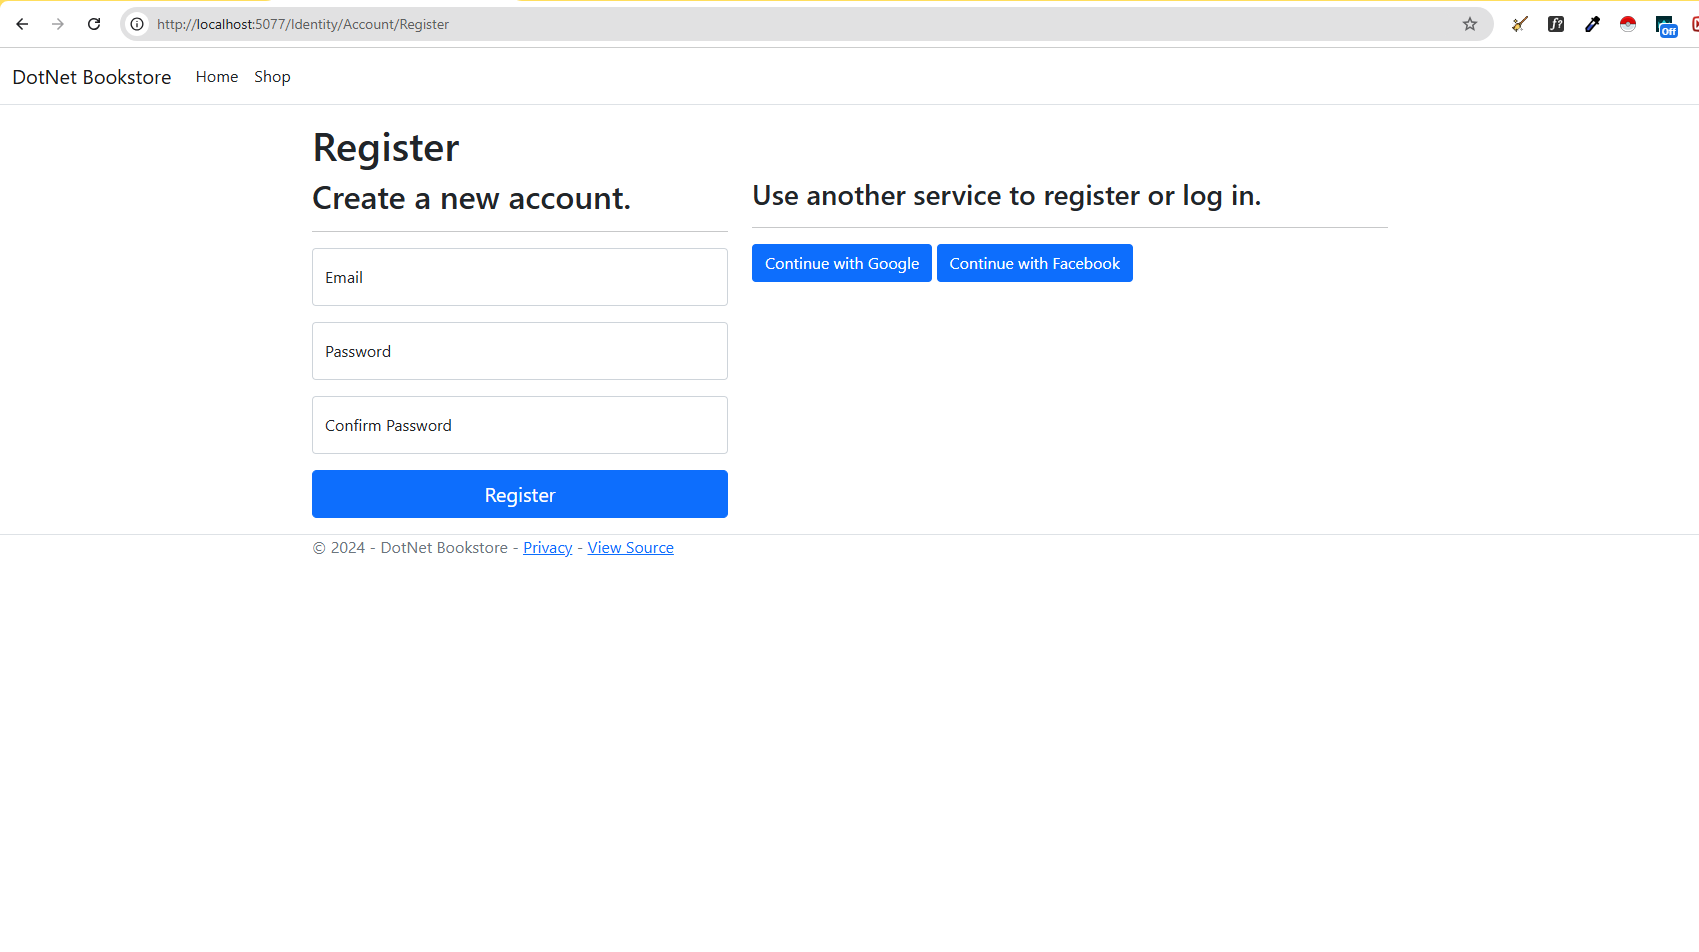 http://localhost:5077/Identity/Account/Register
f?
Off
DotNet Bookstore Home Shop
Register
Create a new account.
Email
Password
Confirm Password
Register
Use another service to register or log in.
Continue with Google Continue with Facebook
© 2024 - DotNet Bookstore - Privacy - View Source